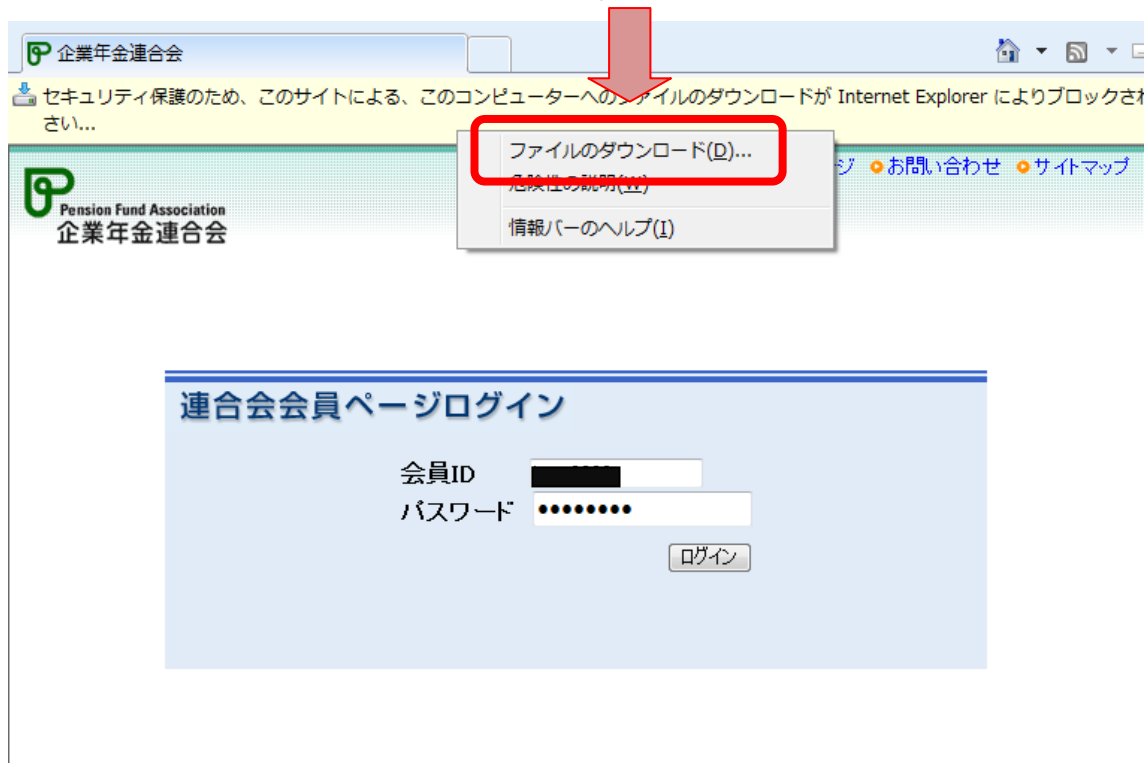 企業年金連合会
セキュリティ保護のため、このサイトによる、このコンピューターへのファイルのダウンロードが Internet Explorer によりブロックされ
さい...
ファイルのダウンロード(D)...
危険性の説明(W)
情報バーのヘルプ(I)
ジ お問い合わせ サイトマップ
Pension Fund Association
企業年金連合会
連合会会員ページログイン
会員ID
パスワード ••••••••
ログイン